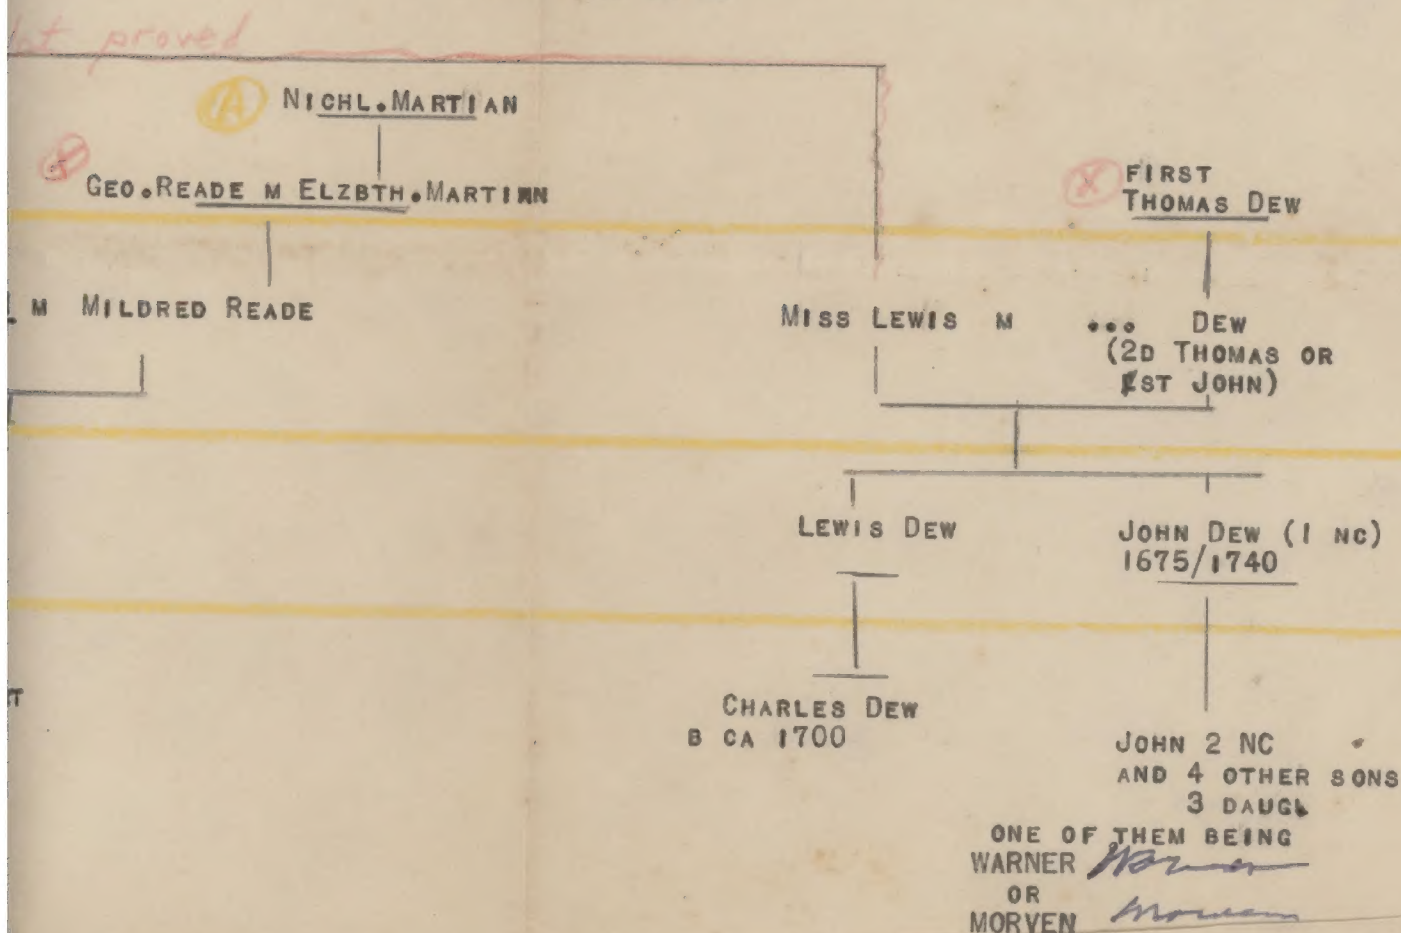 Not proved
A
NICHL.MARTIAN
X
GEO.READE M ELZBTH.MARTIAN
X
FIRST
THOMAS DEW
M MILDRED READE
MISS LEWIS M ... DEW
(2D THOMAS OR
1ST JOHN)
LEWIS DEW
JOHN DEW (1 NC)
1675/1740
CHARLES DEW
B CA 1700
JOHN 2 NC
AND 4 OTHER SONS
3 DAUG.
ONE OF THEM BEING
WARNER Warner
OR
MORVEN